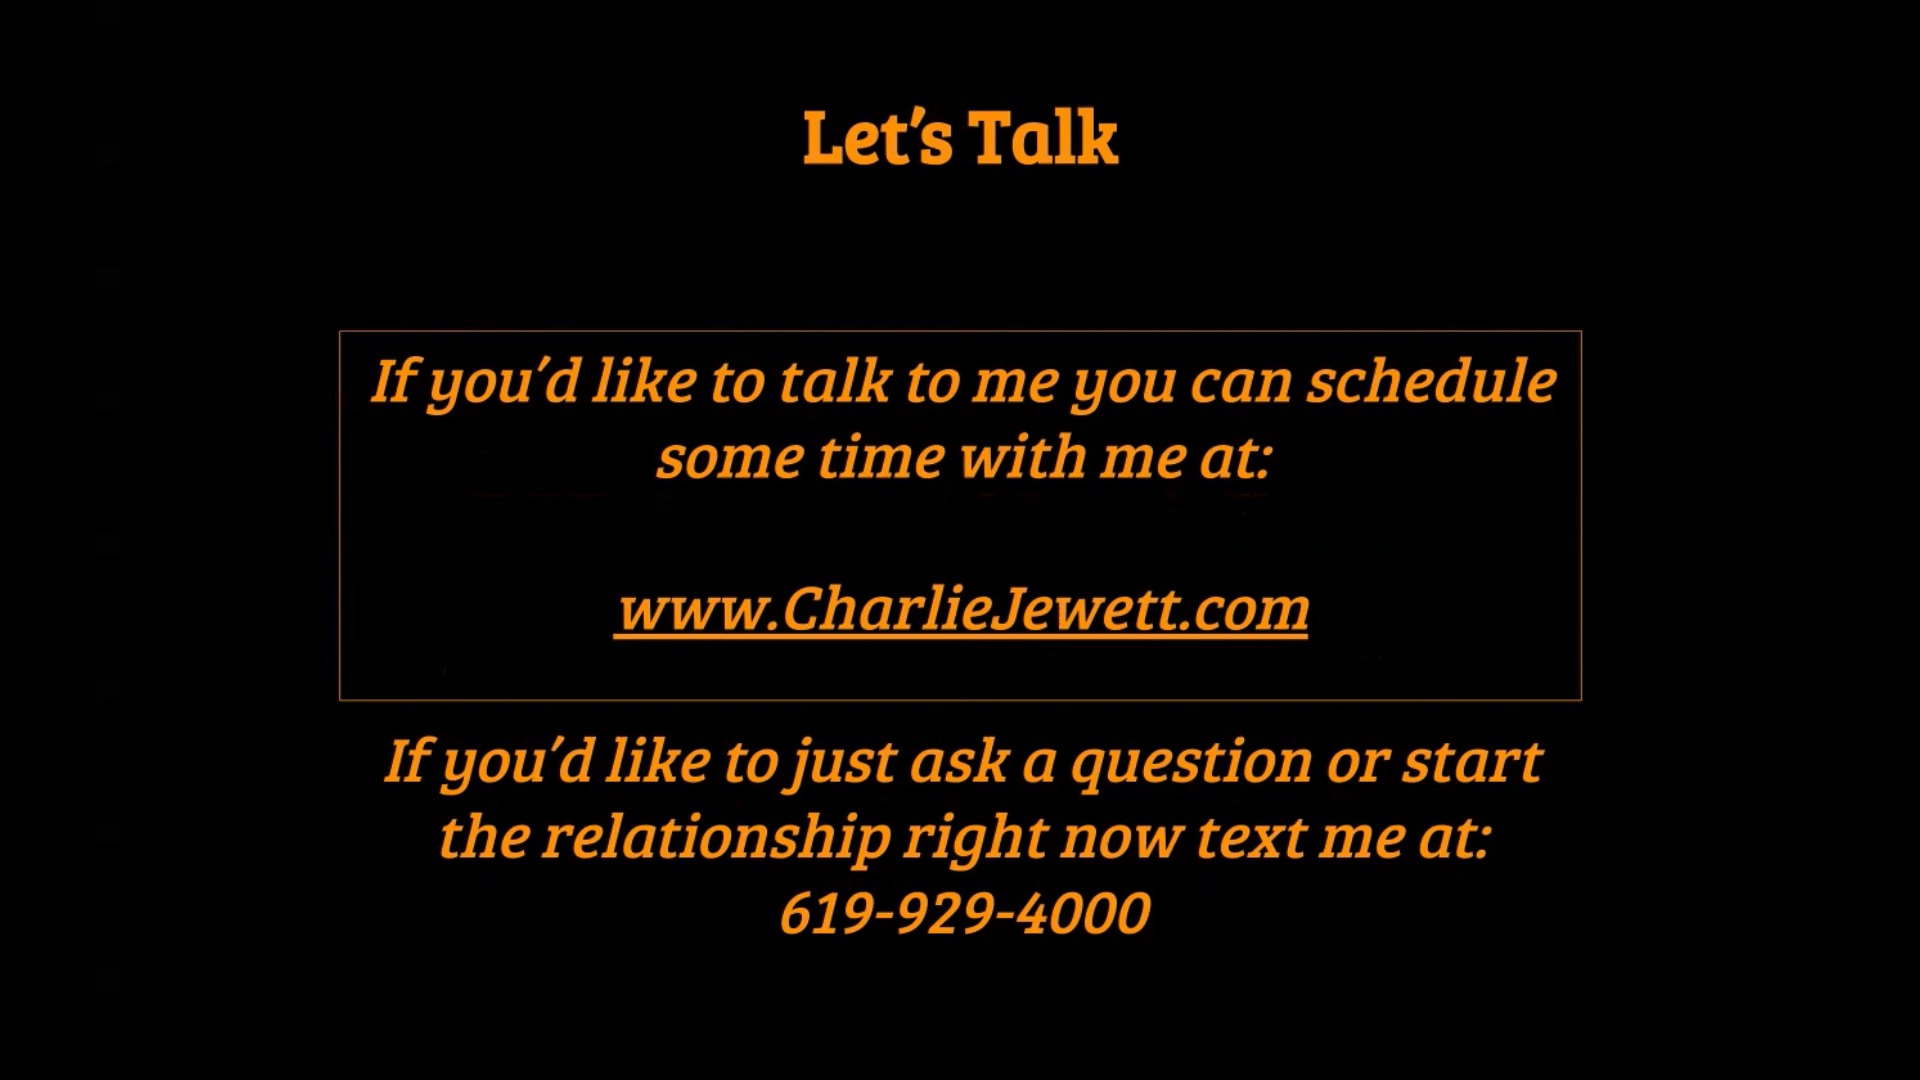 Let’s Talk
If you’d like to talk to me you can schedule
some time with me at:
www.CharlieJewett.com
If you’d like to just ask a question or start
the relationship right now text me at:
619-929-4000